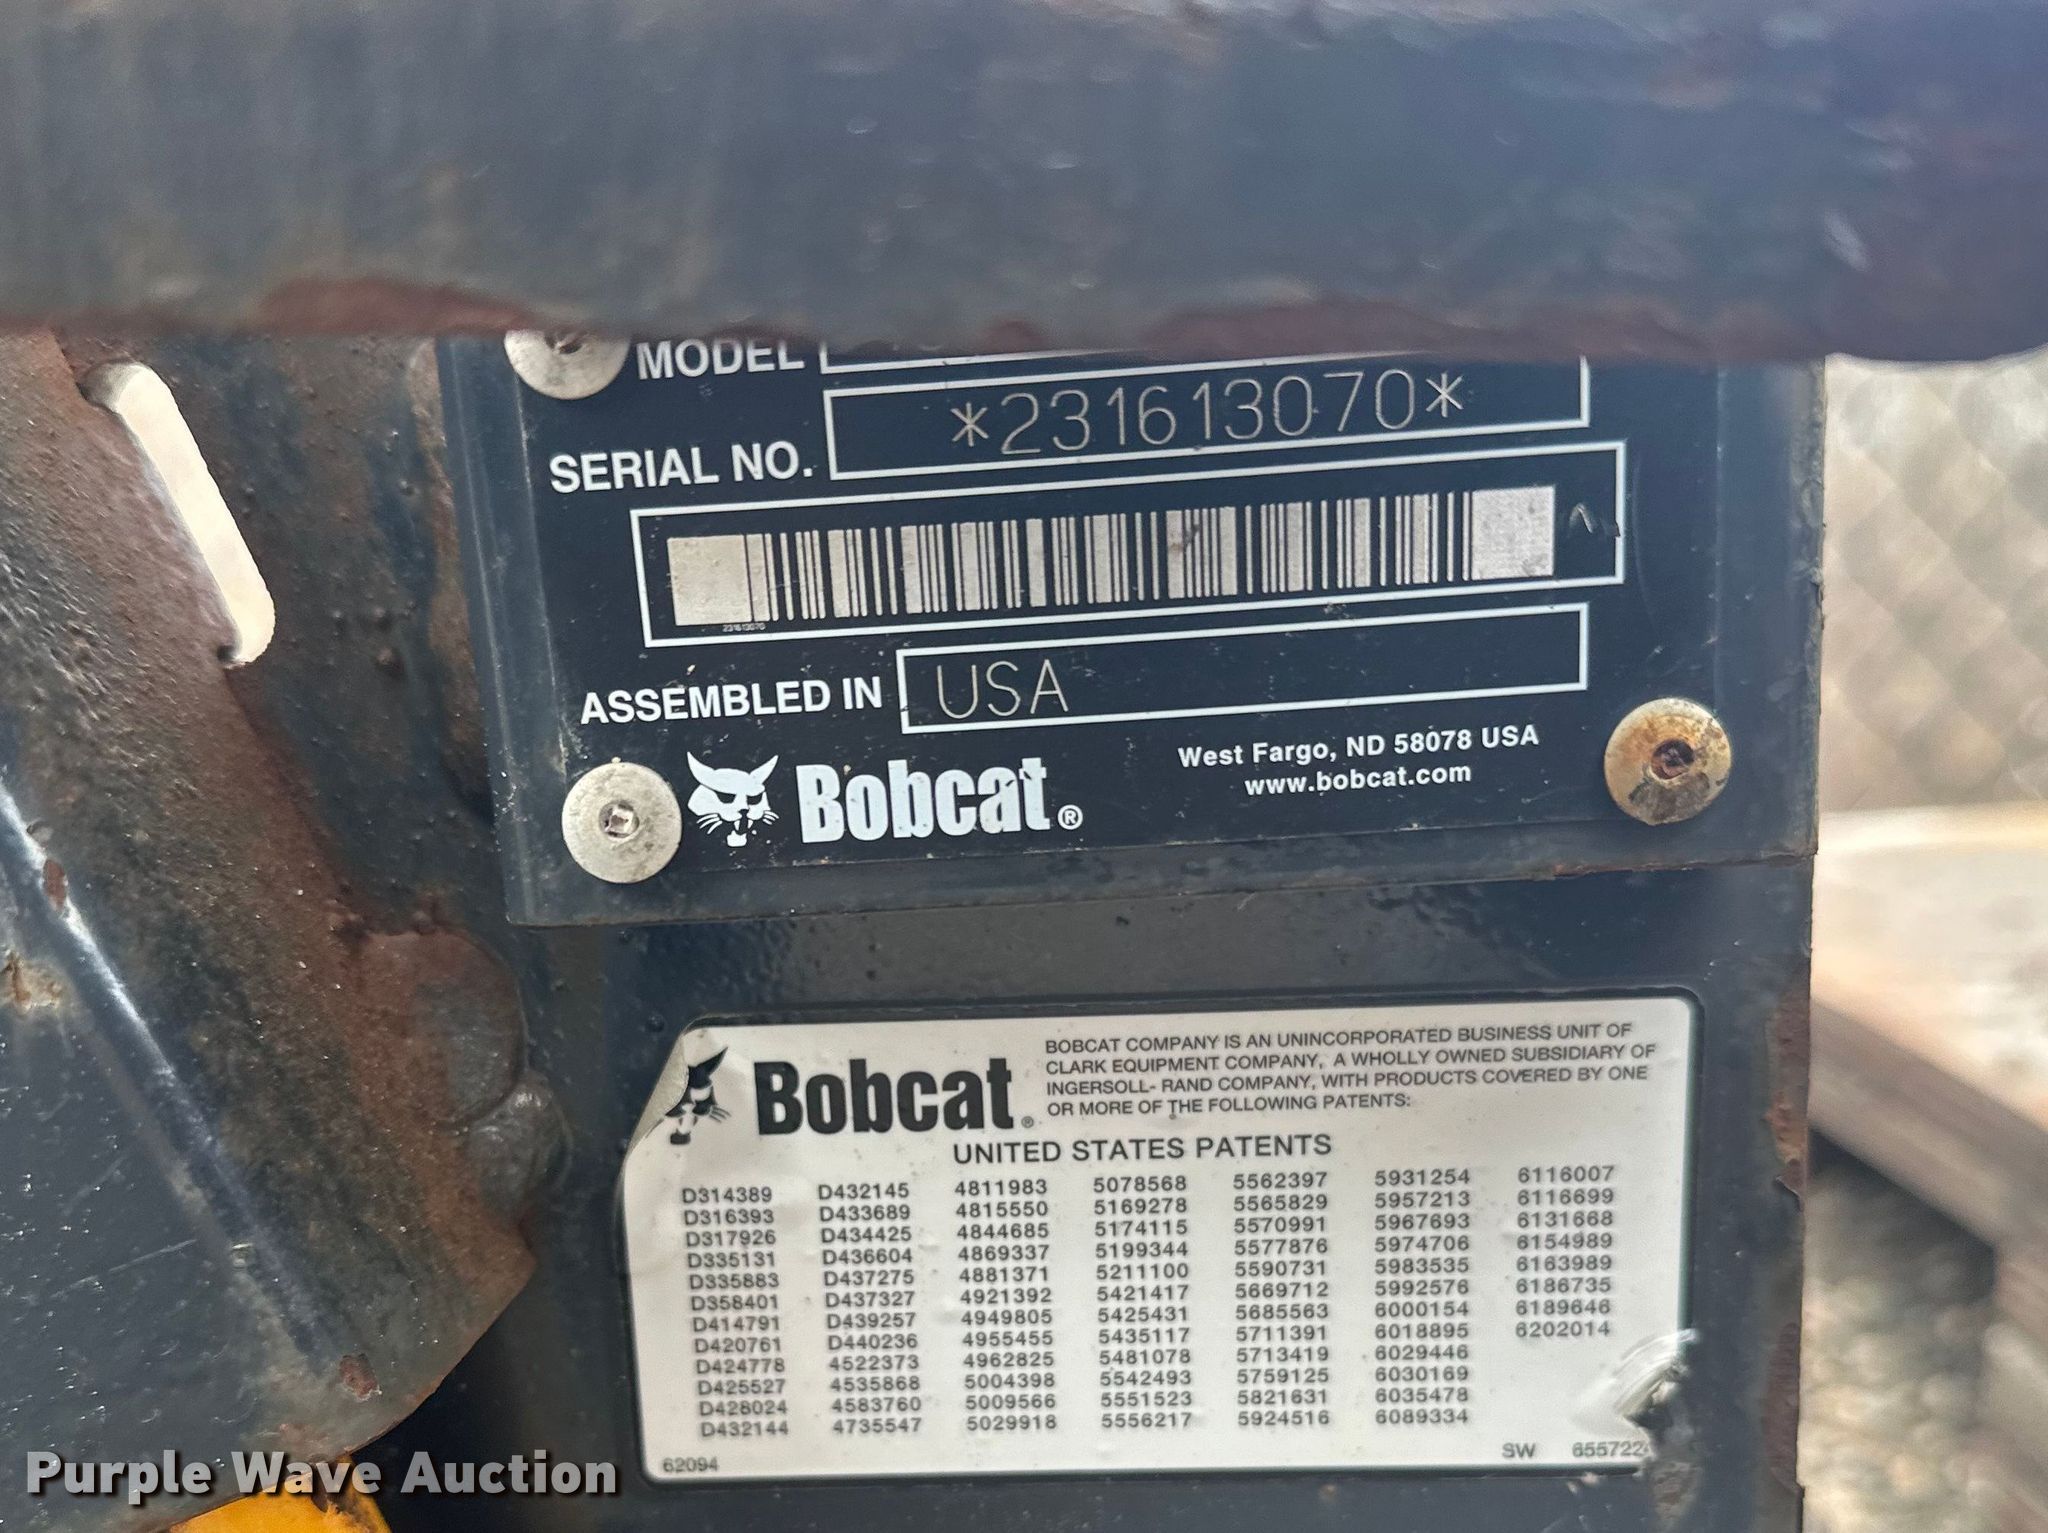 MODEL
SERIAL NO. *231613070*
231613070
ASSEMBLED IN USA
Bobcat®
West Fargo, ND 58078 USA
www.bobcat.com
Bobcat®
BOBCAT COMPANY IS AN UNINCORPORATED BUSINESS UNIT OF
CLARK EQUIPMENT COMPANY, A WHOLLY OWNED SUBSIDIARY OF
INGERSOLL- RAND COMPANY, WITH PRODUCTS COVERED BY ONE
OR MORE OF THE FOLLOWING PATENTS:
UNITED STATES PATENTS
D314389 D432145 4811983 5078568 5562397 5931254 6116007
D316393 D433689 4815550 5169278 5565829 5957213 6116699
D317926 D434425 4844685 5174115 5570991 5967693 6131668
D335131 D436604 4869337 5199344 5577876 5974706 6154989
D335883 D437275 4881371 5211100 5590731 5983535 6163989
D358401 D437327 4921392 5421417 5669712 5992576 6186735
D414791 D439257 4949805 5425431 5685563 6000154 6189646
D420761 D440236 4955455 5435117 5711391 6018895 6202014
D424778 4522373 4962825 5481078 5713419 6029446
D425527 4535868 5004398 5542493 5759125 6030169
D428024 4583760 5009566 5551523 5821631 6035478
D432144 4735547 5029918 5556217 5924516 6089334
62094 SW
Purple Wave Auction